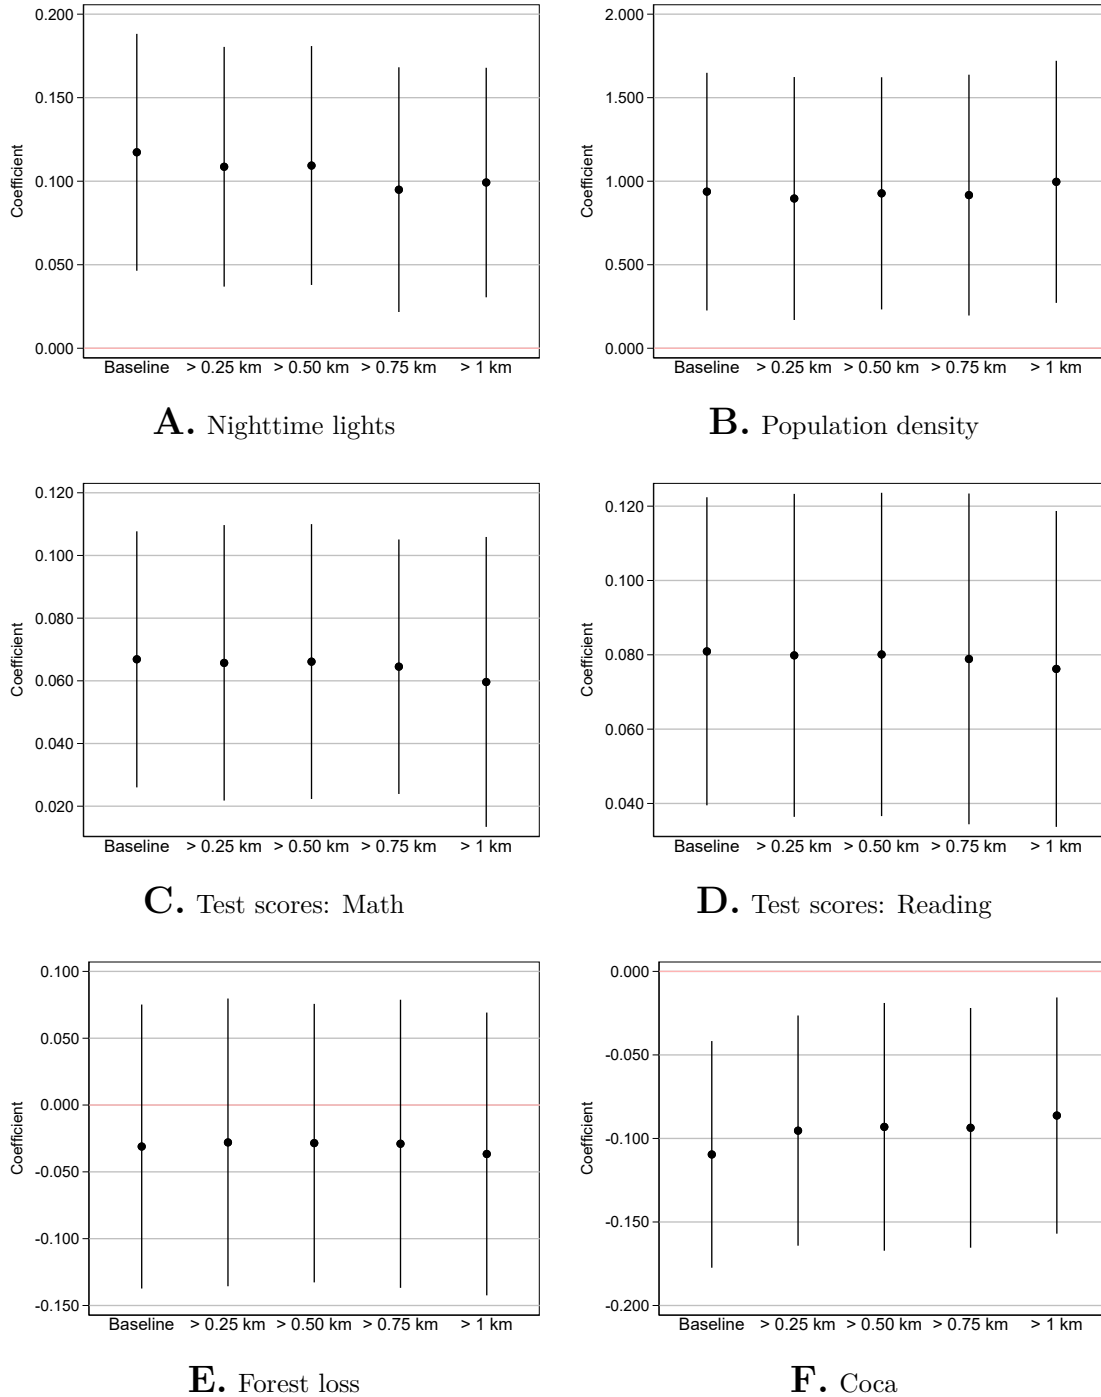 0.200
0.150
0.100
0.050
0.000
Coefficient
Baseline > 0.25 km > 0.50 km > 0.75 km > 1 km
A. Nighttime lights
2.000
1.500
1.000
0.500
0.000
Coefficient
Baseline > 0.25 km > 0.50 km > 0.75 km > 1 km
B. Population density
0.120
0.100
0.080
0.060
0.040
0.020
Coefficient
Baseline > 0.25 km > 0.50 km > 0.75 km > 1 km
C. Test scores: Math
0.120
0.100
0.080
0.060
0.040
Coefficient
Baseline > 0.25 km > 0.50 km > 0.75 km > 1 km
D. Test scores: Reading
0.100
0.050
0.000
-0.050
-0.100
-0.150
Coefficient
Baseline > 0.25 km > 0.50 km > 0.75 km > 1 km
E. Forest loss
0.000
-0.050
-0.100
-0.150
-0.200
Coefficient
Baseline > 0.25 km > 0.50 km > 0.75 km > 1 km
F. Coca